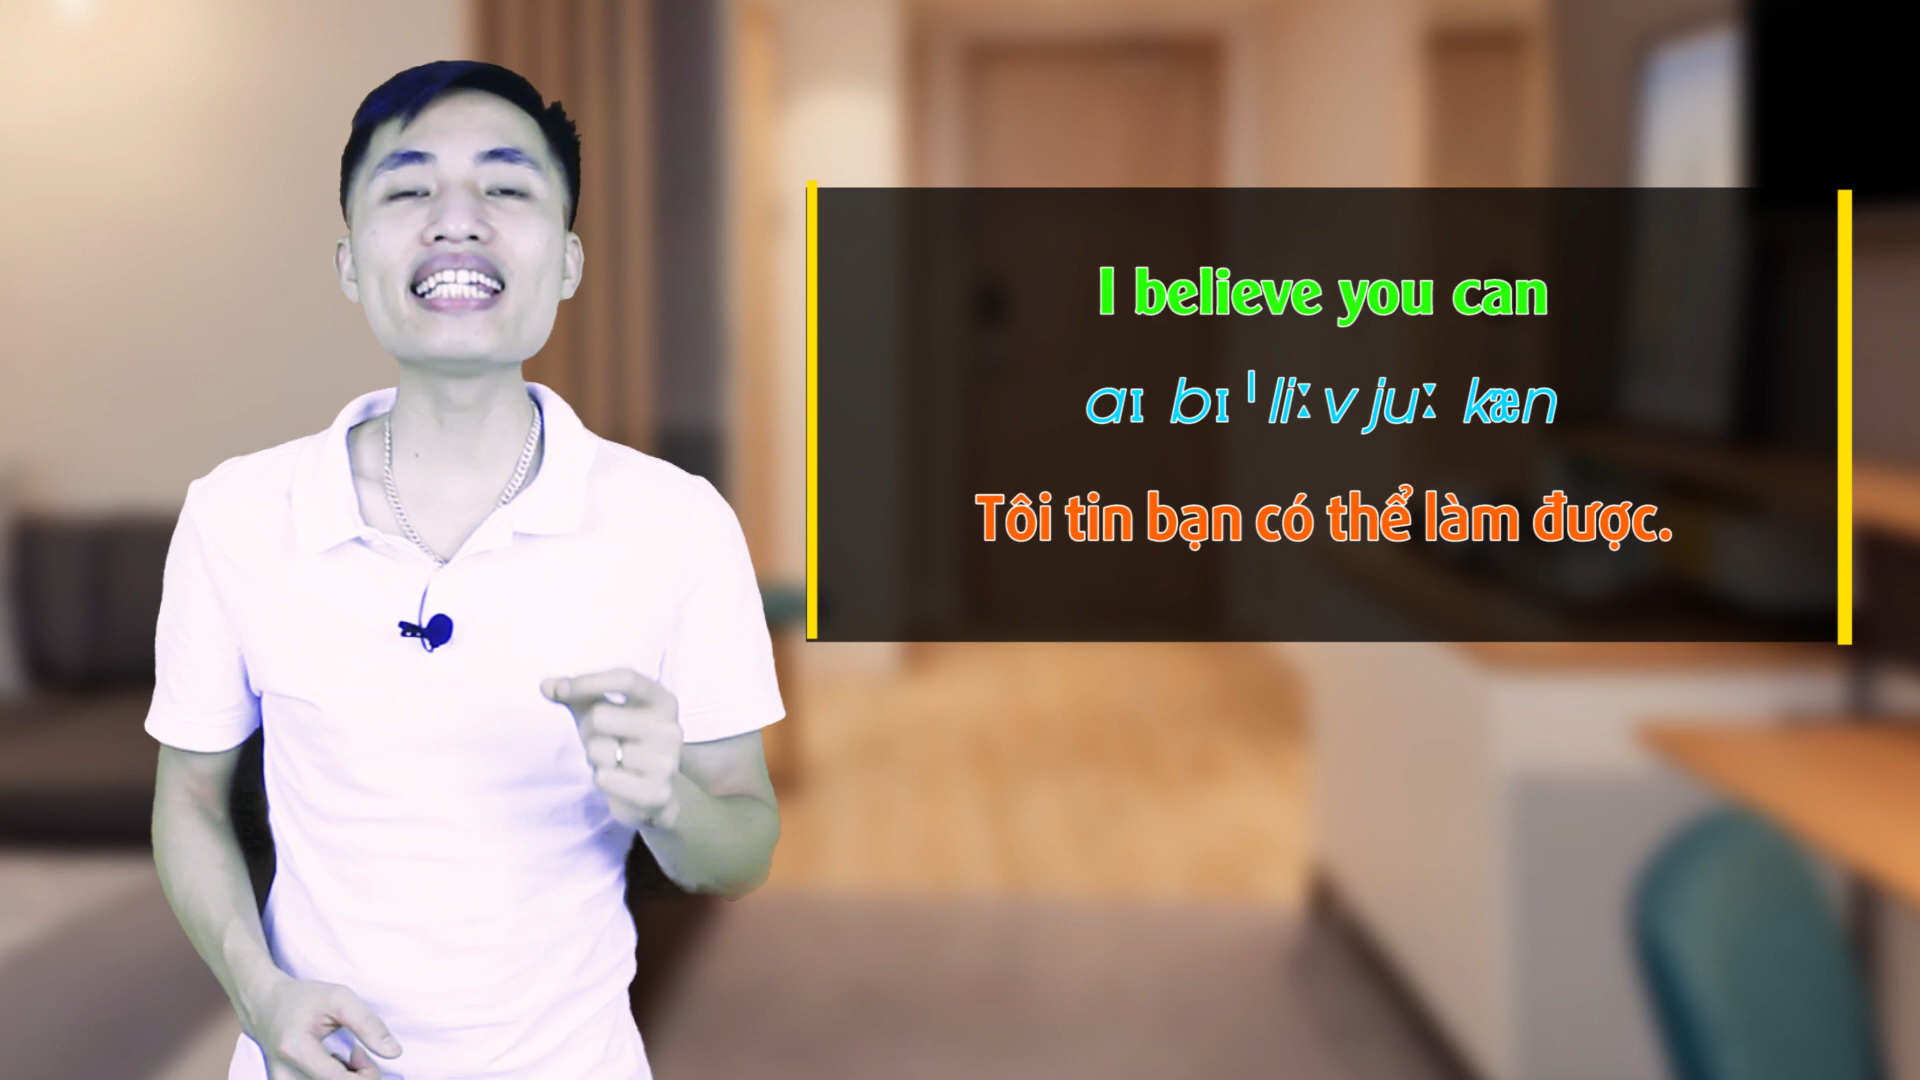 I believe you can
aɪ bɪˈliːv juː kæn
Tôi tin bạn có thể làm được.